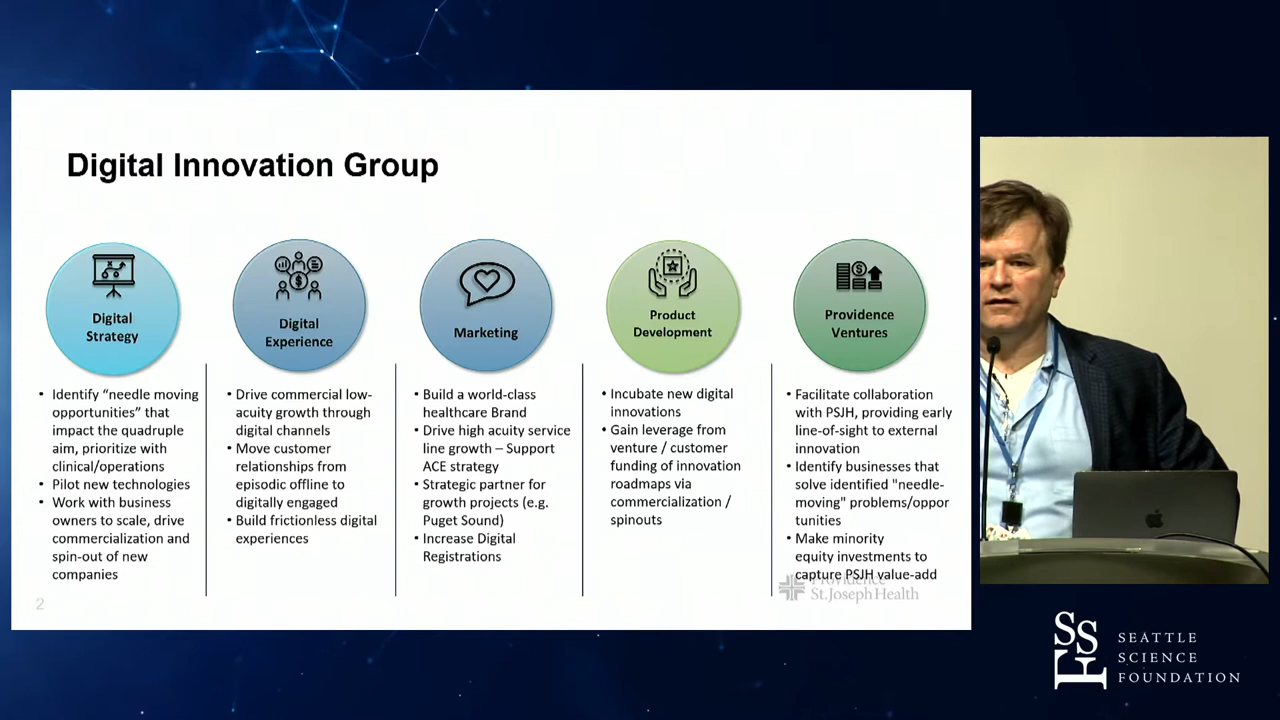 Digital Innovation Group
Digital
Strategy
• Identify “needle moving
opportunities” that
impact the quadruple
aim, prioritize with
clinical/operations
• Pilot new technologies
• Work with business
owners to scale, drive
commercialization and
spin-out of new
companies
Digital
Experience
• Drive commercial low-
acuity growth through
digital channels
• Move customer
relationships from
episodic offline to
digitally engaged
• Build frictionless digital
experiences
Marketing
• Build a world-class
healthcare Brand
• Drive high acuity service
line growth – Support
ACE strategy
• Strategic partner for
growth projects (e.g.
Puget Sound)
• Increase Digital
Registrations
Product
Development
• Incubate new digital
innovations
• Gain leverage from
venture / customer
funding of innovation
roadmaps via
commercialization /
spinouts
Providence
Ventures
• Facilitate collaboration
with PSJH, providing early
line-of-sight to external
innovation
• Identify businesses that
solve identified "needle-
moving" problems/oppor
tunities
• Make minority
equity investments to
capture PSJH value-add
Providence
St.Joseph Health
2
SSF
SEATTLE
SCIENCE
FOUNDATION